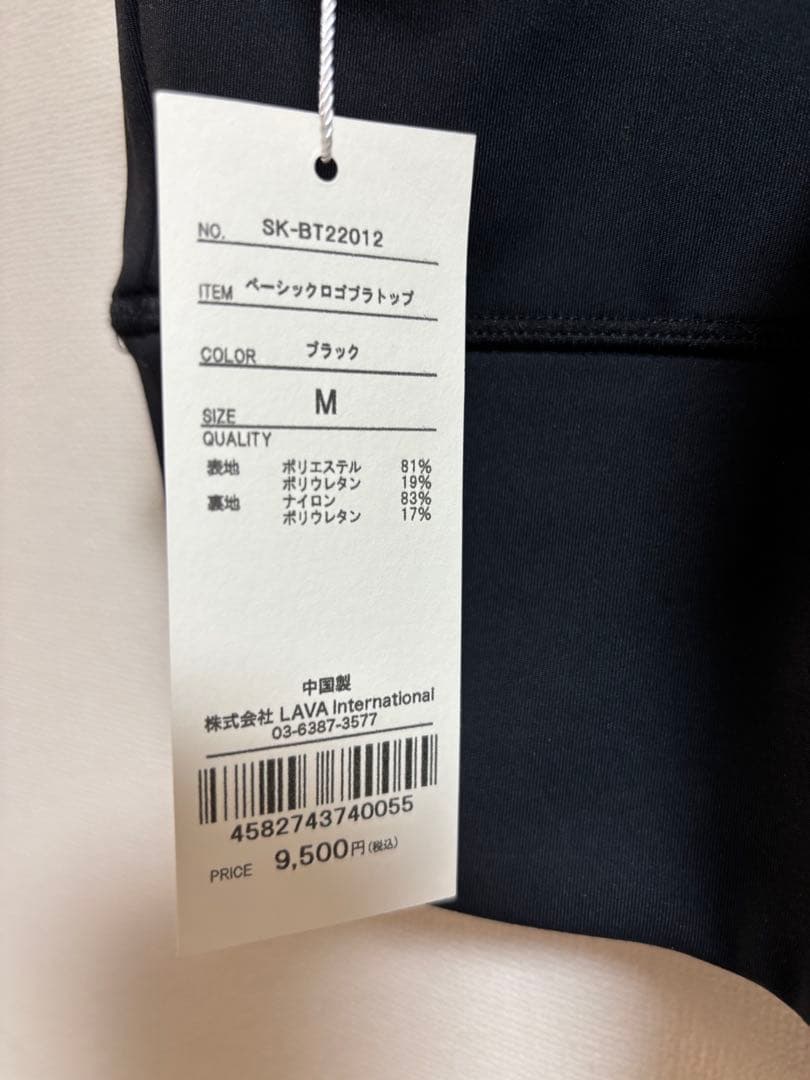 NO. SK-BT22012
ITEM ベーシックロゴブラトップ
COLOR ブラック
SIZE M
QUALITY
表地 ポリエステル 81%
ポリウレタン 19%
裏地 ナイロン 83%
ポリウレタン 17%
中国製
株式会社 LAVA International
03-6387-3577
4582743740055
PRICE 9,500円(税込)